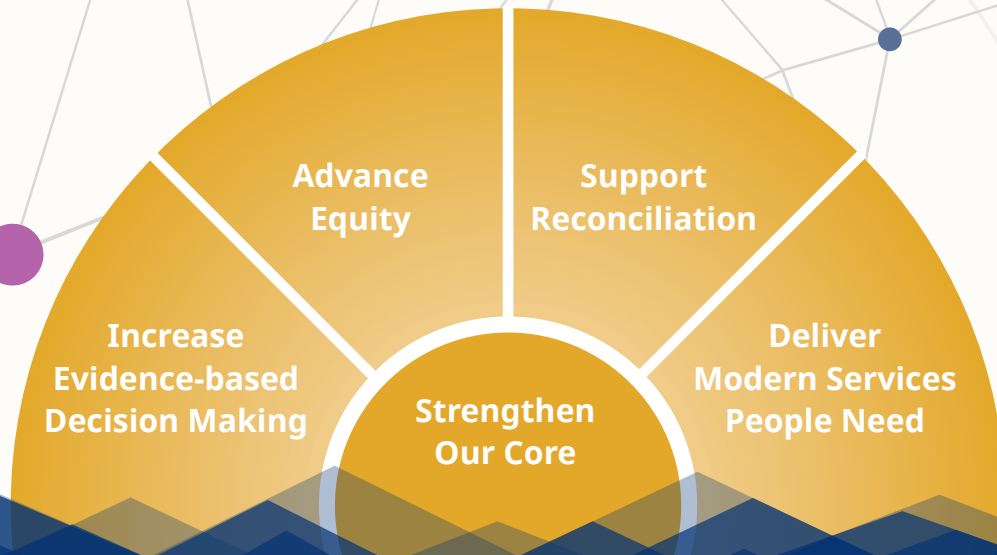 Advance
Equity
Support
Reconciliation
Increase
Evidence-based
Decision Making
Deliver
Modern Services
People Need
Strengthen
Our Core